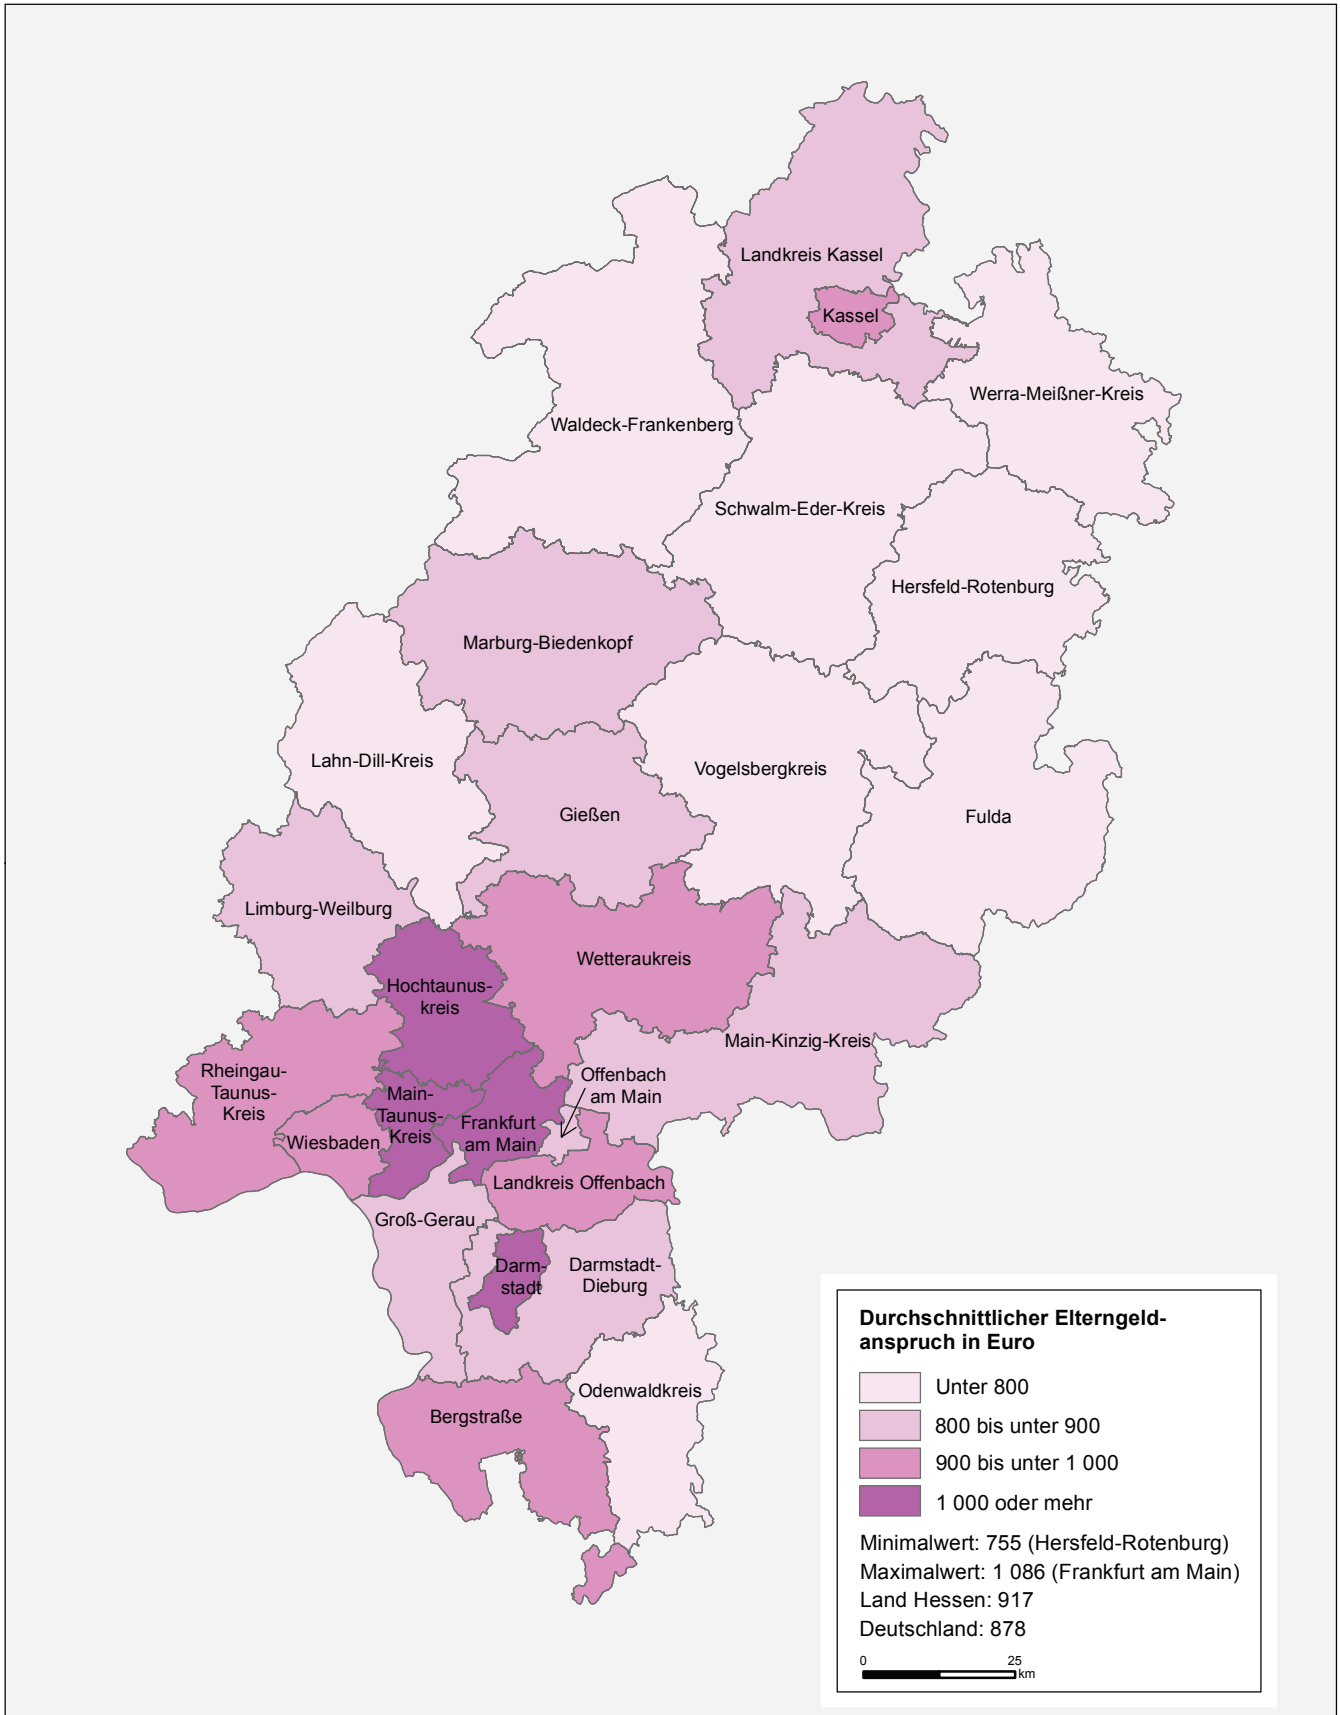 Landkreis Kassel
Kassel
Werra-Meißner-Kreis
Waldeck-Frankenberg
Schwalm-Eder-Kreis
Hersfeld-Rotenburg
Marburg-Biedenkopf
Lahn-Dill-Kreis
Vogelsbergkreis
Gießen
Fulda
Limburg-Weilburg
Wetteraukreis
Hochtaunus-
kreis
Main-Kinzig-Kreis
Rheingau-
Taunus-
Kreis
Offenbach
am Main
Main-
Taunus-
Kreis
Frankfurt
am Main
Wiesbaden
Landkreis Offenbach
Groß-Gerau
Darm-
stadt
Darmstadt-
Dieburg
Odenwaldkreis
Bergstraße
Durchschnittlicher Elterngeld-
anspruch in Euro
Unter 800
800 bis unter 900
900 bis unter 1 000
1 000 oder mehr
Minimalwert: 755 (Hersfeld-Rotenburg)
Maximalwert: 1 086 (Frankfurt am Main)
Land Hessen: 917
Deutschland: 878
0 25
km